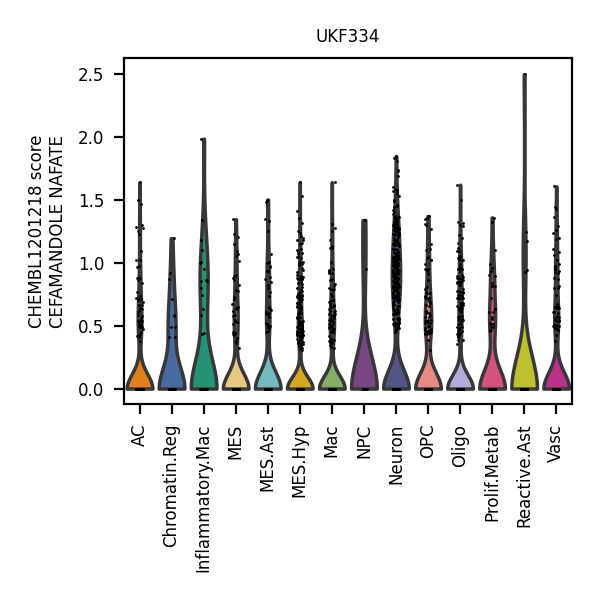 UKF334
CHEMBL1201218 score
CEFAMANDOLE NAFATE
2.5
2.0
1.5
1.0
0.5
0.0
AC
Chromatin.Reg
Inflammatory.Mac
MES
MES.Ast
MES.Hyp
Mac
NPC
Neuron
OPC
Oligo
Prolif.Metab
Reactive.Ast
Vasc